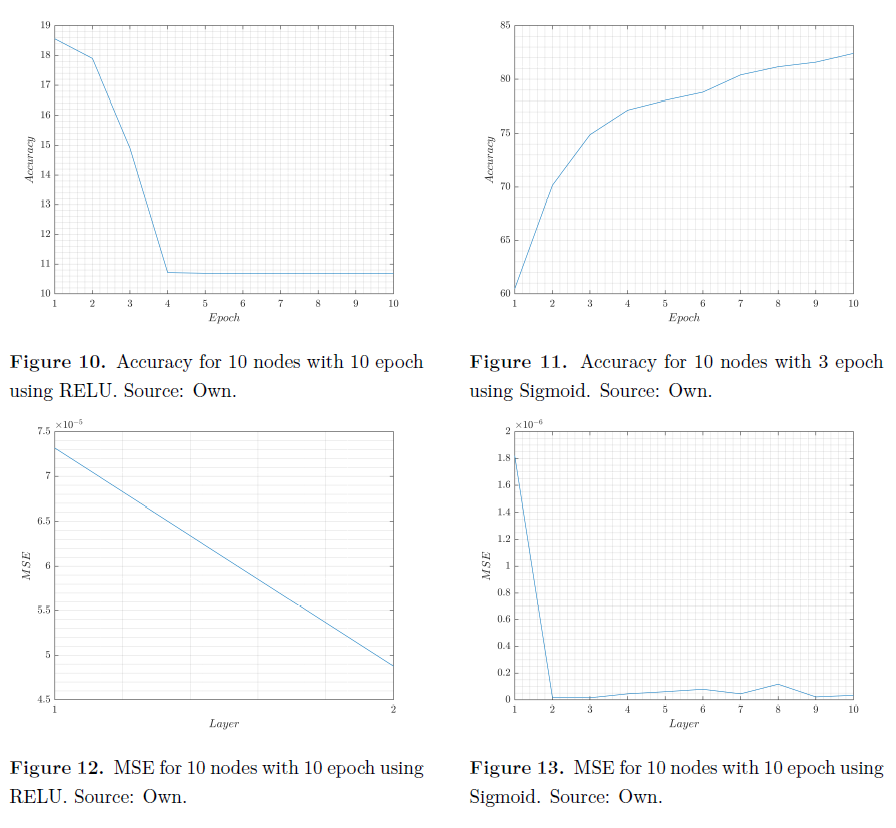 19
18
17
16
15
14
13
12
11
10
Accuracy
1 2 3 4 5 6 7 8 9 10
Epoch
Figure 10. Accuracy for 10 nodes with 10 epoch
using RELU. Source: Own.
85
80
75
70
65
60
Accuracy
1 2 3 4 5 6 7 8 9 10
Epoch
Figure 11. Accuracy for 10 nodes with 3 epoch
using Sigmoid. Source: Own.
×10⁻⁵
7.5
7
6.5
6
5.5
5
4.5
MSE
1 2
Layer
Figure 12. MSE for 10 nodes with 10 epoch using
RELU. Source: Own.
×10⁻⁶
2
1.8
1.6
1.4
1.2
1
0.8
0.6
0.4
0.2
0
MSE
1 2 3 4 5 6 7 8 9 10
Layer
Figure 13. MSE for 10 nodes with 10 epoch using
Sigmoid. Source: Own.